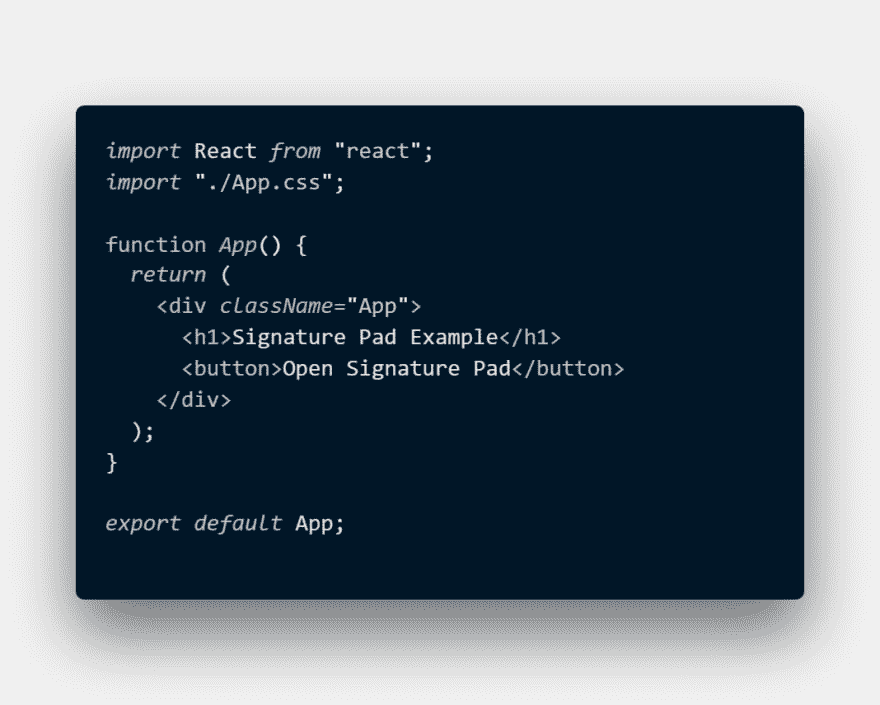 import React from "react";
import "./App.css";

function App() {
  return (
    <div className="App">
      <h1>Signature Pad Example</h1>
      <button>Open Signature Pad</button>
    </div>
  );
}

export default App;